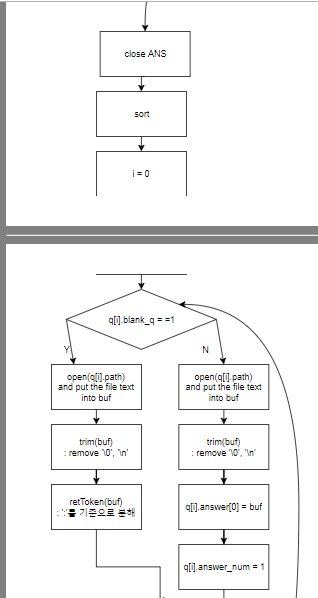 close ANS
sort
i = 0
q[i].blank_q = =1
Y
N
open(q[i].path)
and put the file text
into buf
open(q[i].path)
and put the file text
into buf
trim(buf)
: remove '\0', '\n'
trim(buf)
: remove '\0', '\n'
retToken(buf)
: ':'를 기준으로 분해
q[i].answer[0] = buf
q[i].answer_num = 1